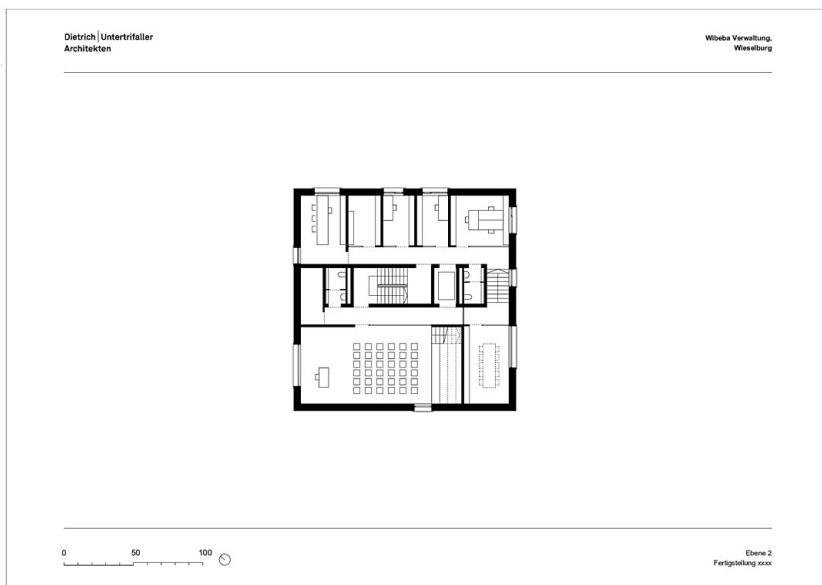 Dietrich|Untertrifaller
Architekten
Wibeba Verwaltung,
Wieselburg
0 50 100
Ebene 2
Fertigstellung xxxx